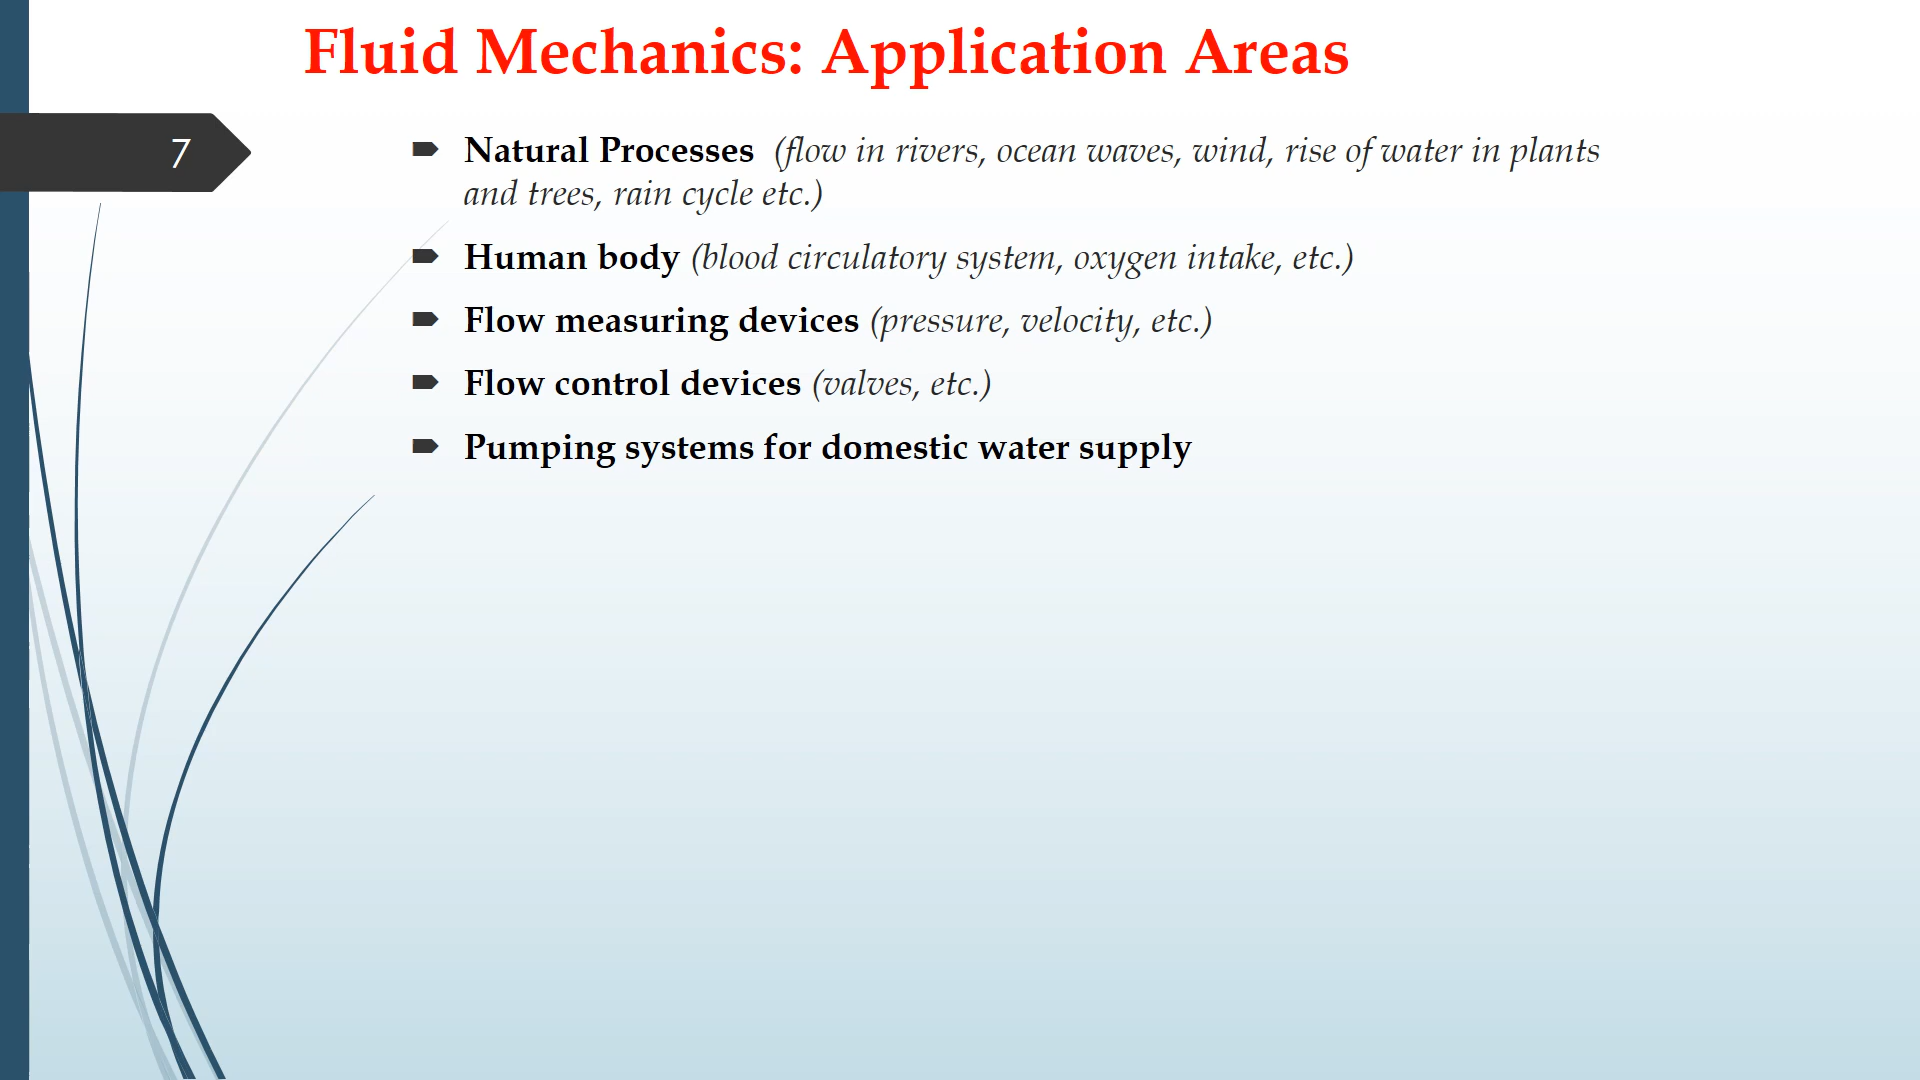 Fluid Mechanics: Application Areas
7
Natural Processes (flow in rivers, ocean waves, wind, rise of water in plants
and trees, rain cycle etc.)
Human body (blood circulatory system, oxygen intake, etc.)
Flow measuring devices (pressure, velocity, etc.)
Flow control devices (valves, etc.)
Pumping systems for domestic water supply